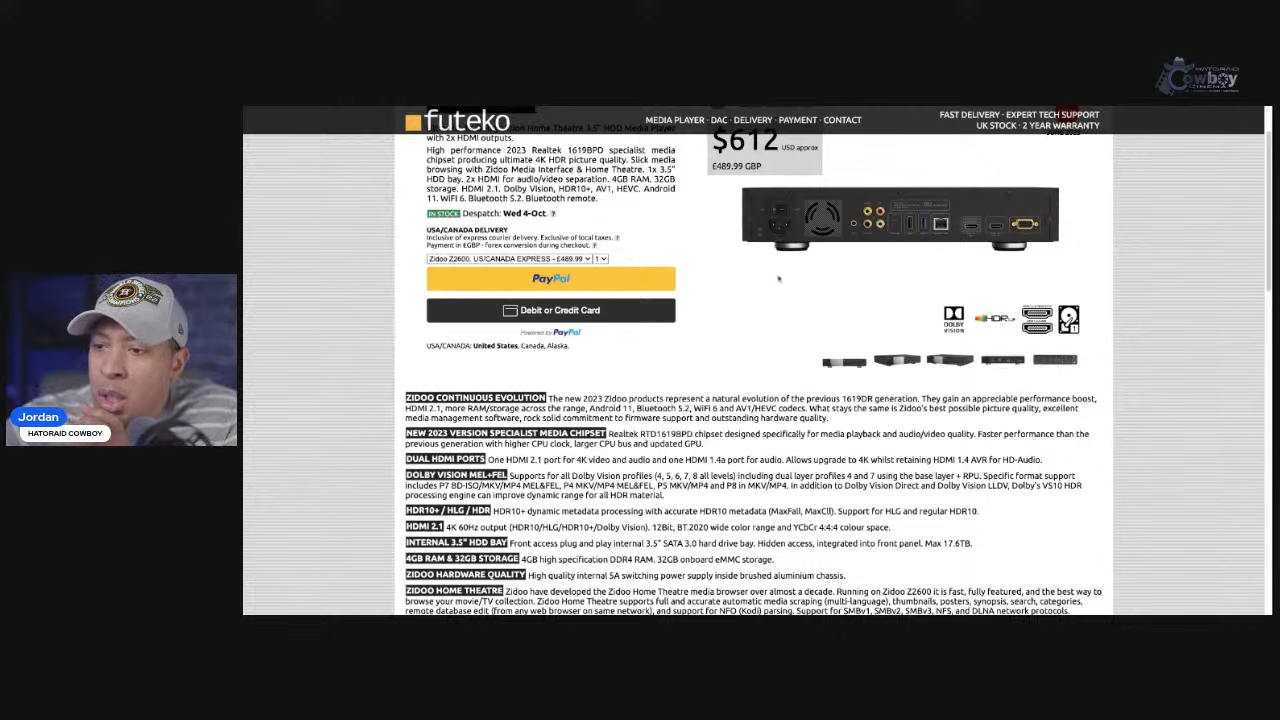 Cowboy
CINEMA
futeko
MEDIA PLAYER · DAC · DELIVERY · PAYMENT · CONTACT
FAST DELIVERY · EXPERT TECH SUPPORT
UK STOCK · 2 YEAR WARRANTY
Home Theatre 3.5" HDD Media Player
with 2x HDMI outputs.
High performance 2023 Realtek 1619BPD specialist media
chipset producing ultimate 4K HDR picture quality. Slick media
browsing with Zidoo Media Interface & Home Theatre. 1x 3.5"
HDD bay. 2x HDMI for audio/video separation. 4GB RAM. 32GB
storage. HDMI 2.1. Dolby Vision, HDR10+, AV1, HEVC. Android
11. WIFI 6. Bluetooth 5.2. Bluetooth remote.
IN STOCK Despatch: Wed 4-Oct. ?
USA/CANADA DELIVERY
Inclusive of express courier delivery. Exclusive of local taxes. ?
Payment in £GBP - forex conversion during checkout. ?
Zidoo Z2600. US/CANADA EXPRESS - £489.99 1
PayPal
Debit or Credit Card
Powered by PayPal
USA/CANADA: United States, Canada, Alaska.
$612 USD approx
£489.99 GBP
DOLBY
VISION
HDR
ZIDOO CONTINUOUS EVOLUTION The new 2023 Zidoo products represent a natural evolution of the previous 1619DR generation. They gain an appreciable performance boost,
HDMI 2.1, more RAM/storage across the range, Android 11, Bluetooth 5.2, WiFi 6 and AV1/HEVC codecs. What stays the same is Zidoo's best possible picture quality, excellent
media management software, rock solid commitment to firmware support and outstanding hardware quality.
NEW 2023 VERSION SPECIALIST MEDIA CHIPSET Realtek RTD1619BPD chipset designed specifically for media playback and audio/video quality. Faster performance than the
previous generation with higher CPU clock, larger CPU bus and updated GPU.
DUAL HDMI PORTS One HDMI 2.1 port for 4K video and audio and one HDMI 1.4a port for audio. Allows upgrade to 4K whilst retaining HDMI 1.4 AVR for HD-Audio.
DOLBY VISION MEL+FEL Supports for all Dolby Vision profiles (4, 5, 6, 7, 8 all levels) including dual layer profiles 4 and 7 using the base layer + RPU. Specific format support
includes P7 BD-ISO/MKV/MP4 MEL&FEL, P4 MKV/MP4 MEL&FEL, P5 MKV/MP4 and P8 in MKV/MP4. In addition to Dolby Vision Direct and Dolby Vision LLDV, Dolby's VS10 HDR
processing engine can improve dynamic range for all HDR material.
HDR10+ / HLG / HDR HDR10+ dynamic metadata processing with accurate HDR10 metadata (MaxFall, MaxCll). Support for HLG and regular HDR10.
HDMI 2.1 4K 60Hz output (HDR10/HLG/HDR10+/Dolby Vision). 12Bit, BT.2020 wide color range and YCbCr 4:4:4 colour space.
INTERNAL 3.5" HDD BAY Front access plug and play internal 3.5" SATA 3.0 hard drive bay. Hidden access, integrated into front panel. Max 17.6TB.
4GB RAM & 32GB STORAGE 4GB high specification DDR4 RAM. 32GB onboard eMMC storage.
ZIDOO HARDWARE QUALITY High quality internal 5A switching power supply inside brushed aluminium chassis.
ZIDOO HOME THEATRE Zidoo have developed the Zidoo Home Theatre media browser over almost a decade. Running on Zidoo Z2600 it is fast, fully featured, and the best way to
browse your movie/TV collection. Zidoo Home Theatre supports full and accurate automatic media scraping (multi-language), thumbnails, posters, synopsis, search, categories,
remote database edit (from any web browser on same network), and support for NFO (Kodi) parsing. Support for SMBv1, SMBv2, SMBv3, NFS, and DLNA network protocols.
Jordan
HATORAID COWBOY